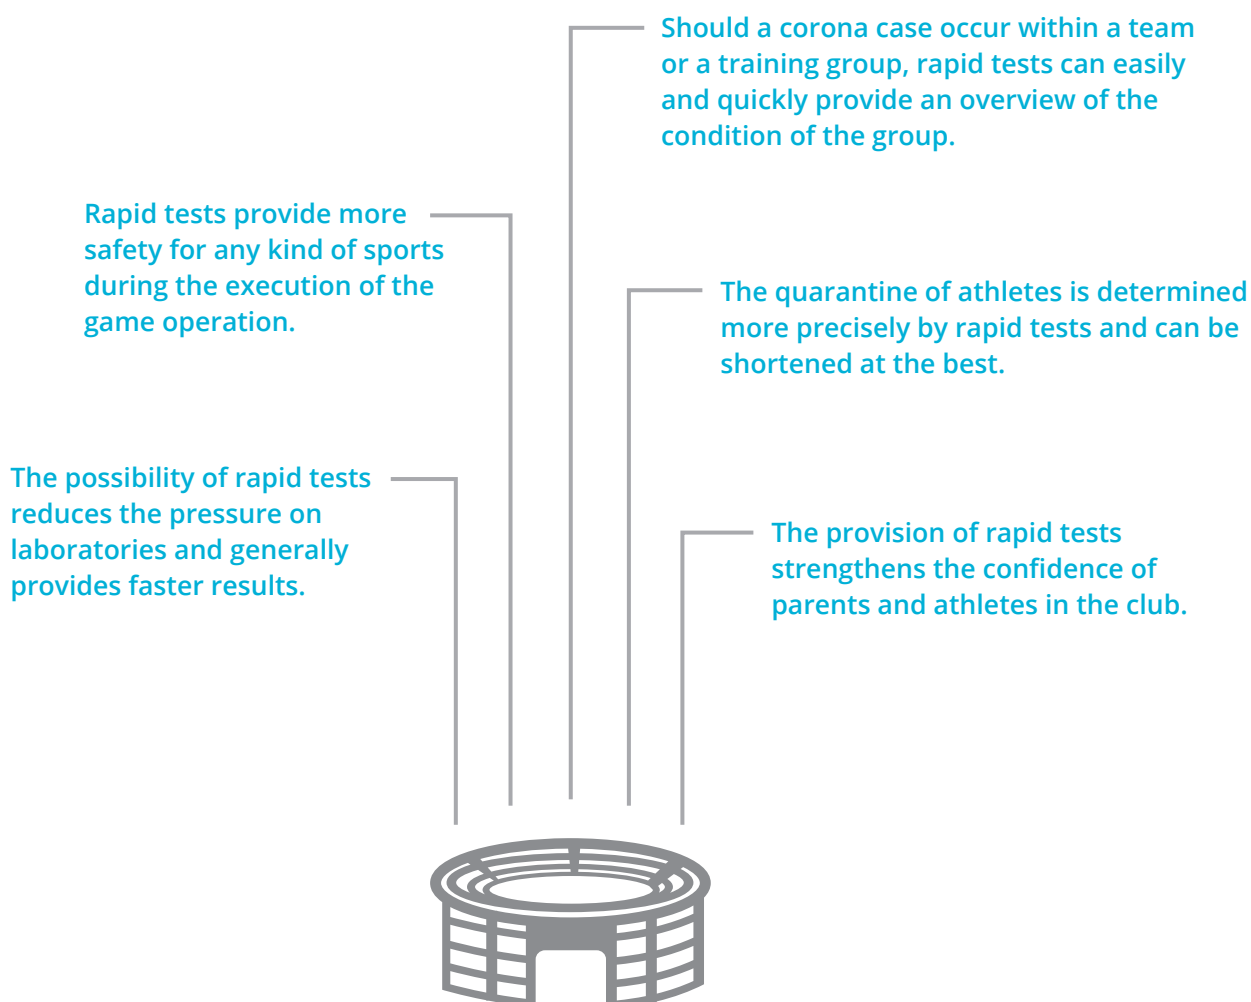 Should a corona case occur within a team
or a training group, rapid tests can easily
and quickly provide an overview of the
condition of the group.
Rapid tests provide more
safety for any kind of sports
during the execution of the
game operation.
The quarantine of athletes is determined
more precisely by rapid tests and can be
shortened at the best.
The possibility of rapid tests
reduces the pressure on
laboratories and generally
provides faster results.
The provision of rapid tests
strengthens the confidence of
parents and athletes in the club.